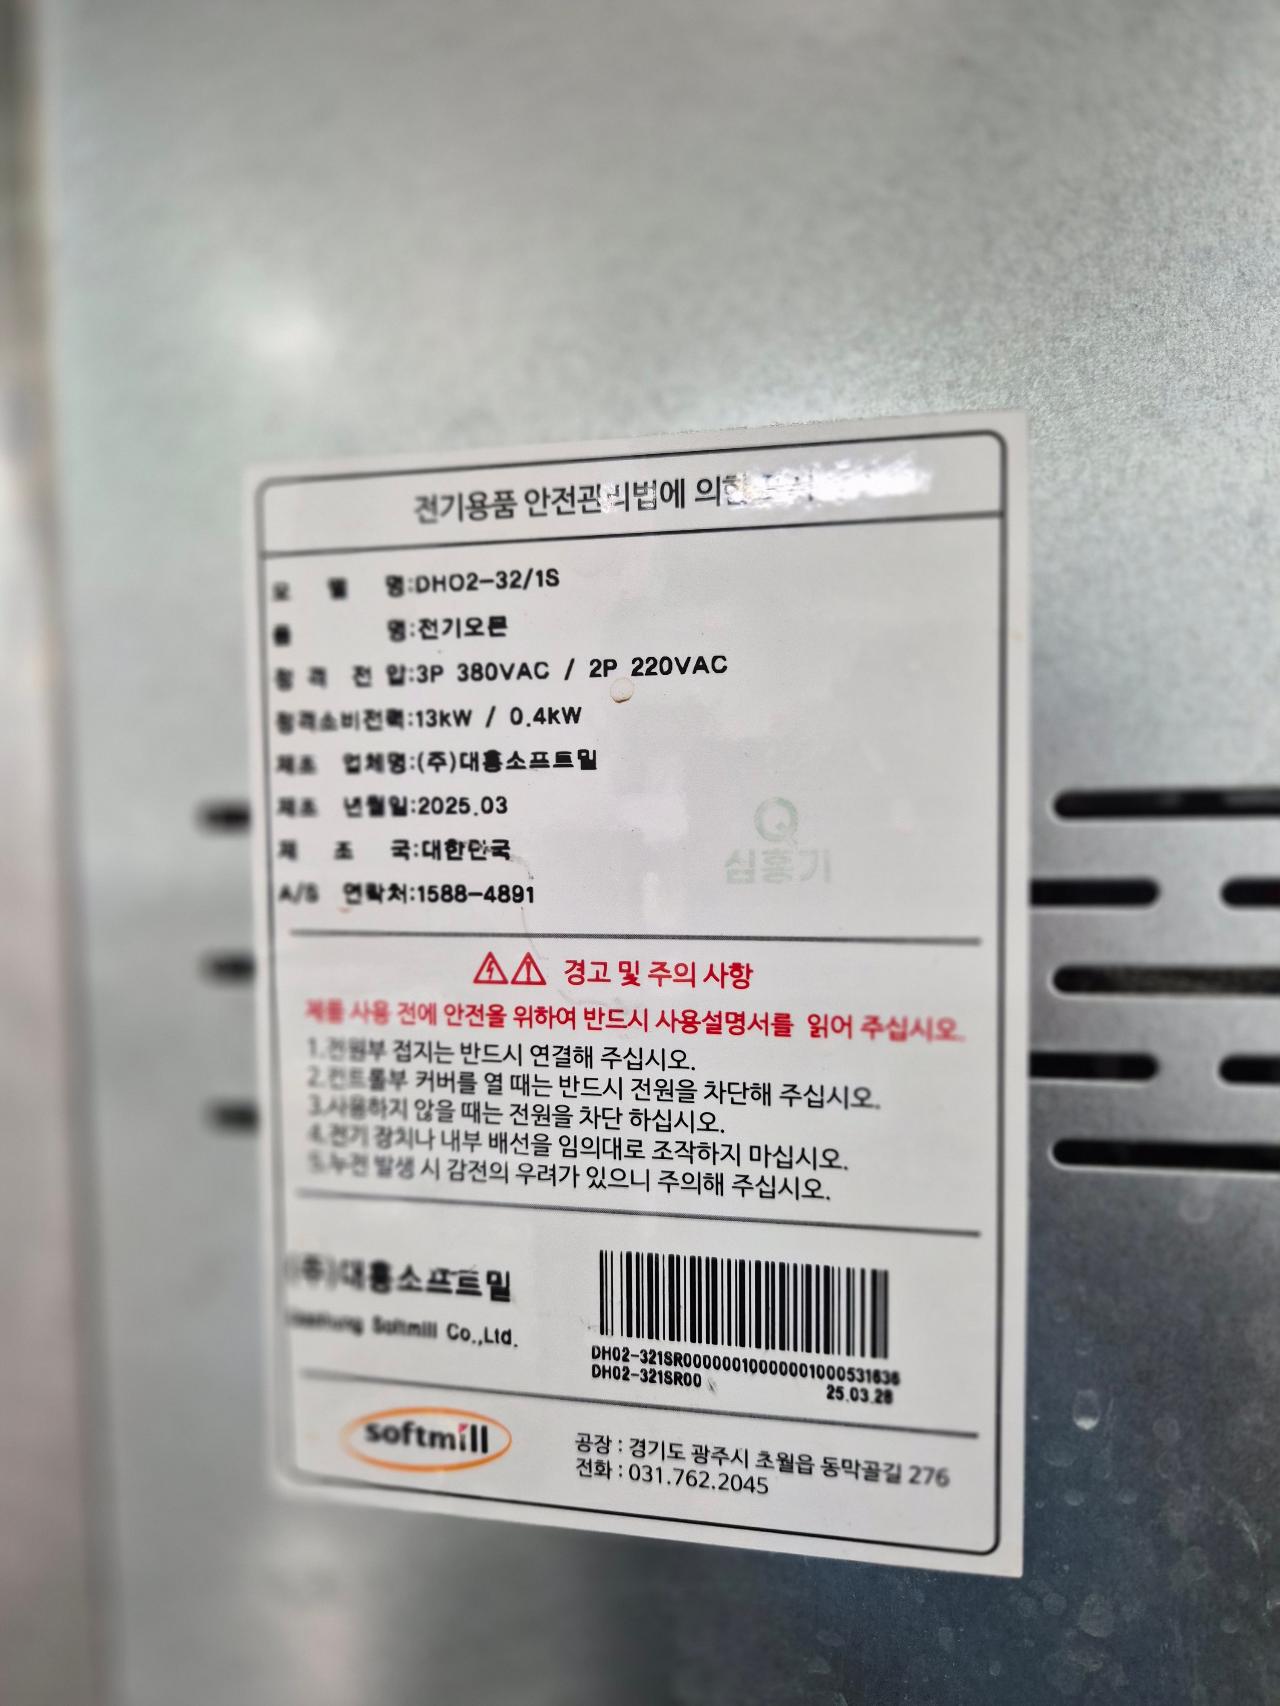 전기용품 안전관리법에 의한
모 델 명:DHO2-32/1S
품 명:전기오븐
정 격 전 압:3P 380VAC / 2P 220VAC
정격소비전력:13kW / 0.4kW
제조 업체명:(주)대흥소프트밀
제조 년월일:2025.03
제 조 국:대한민국
A/S 연락처:1588-4891
Q
십흥기
경고 및 주의 사항
제품 사용 전에 안전을 위하여 반드시 사용설명서를 읽어 주십시오.
1.전원부 접지는 반드시 연결해 주십시오.
2.컨트롤부 커버를 열 때는 반드시 전원을 차단해 주십시오.
3.사용하지 않을 때는 전원을 차단 하십시오.
4.전기 장치나 내부 배선을 임의대로 조작하지 마십시오.
5.누전 발생 시 감전의 우려가 있으니 주의해 주십시오.
(주)대흥소프트밀
Daehung Softmill Co.,Ltd.
DH02-321SR00000010000001000531636
DH02-321SR00
25.03.28
softmill
공장 : 경기도 광주시 초월읍 동막골길 276
전화 : 031.762.2045